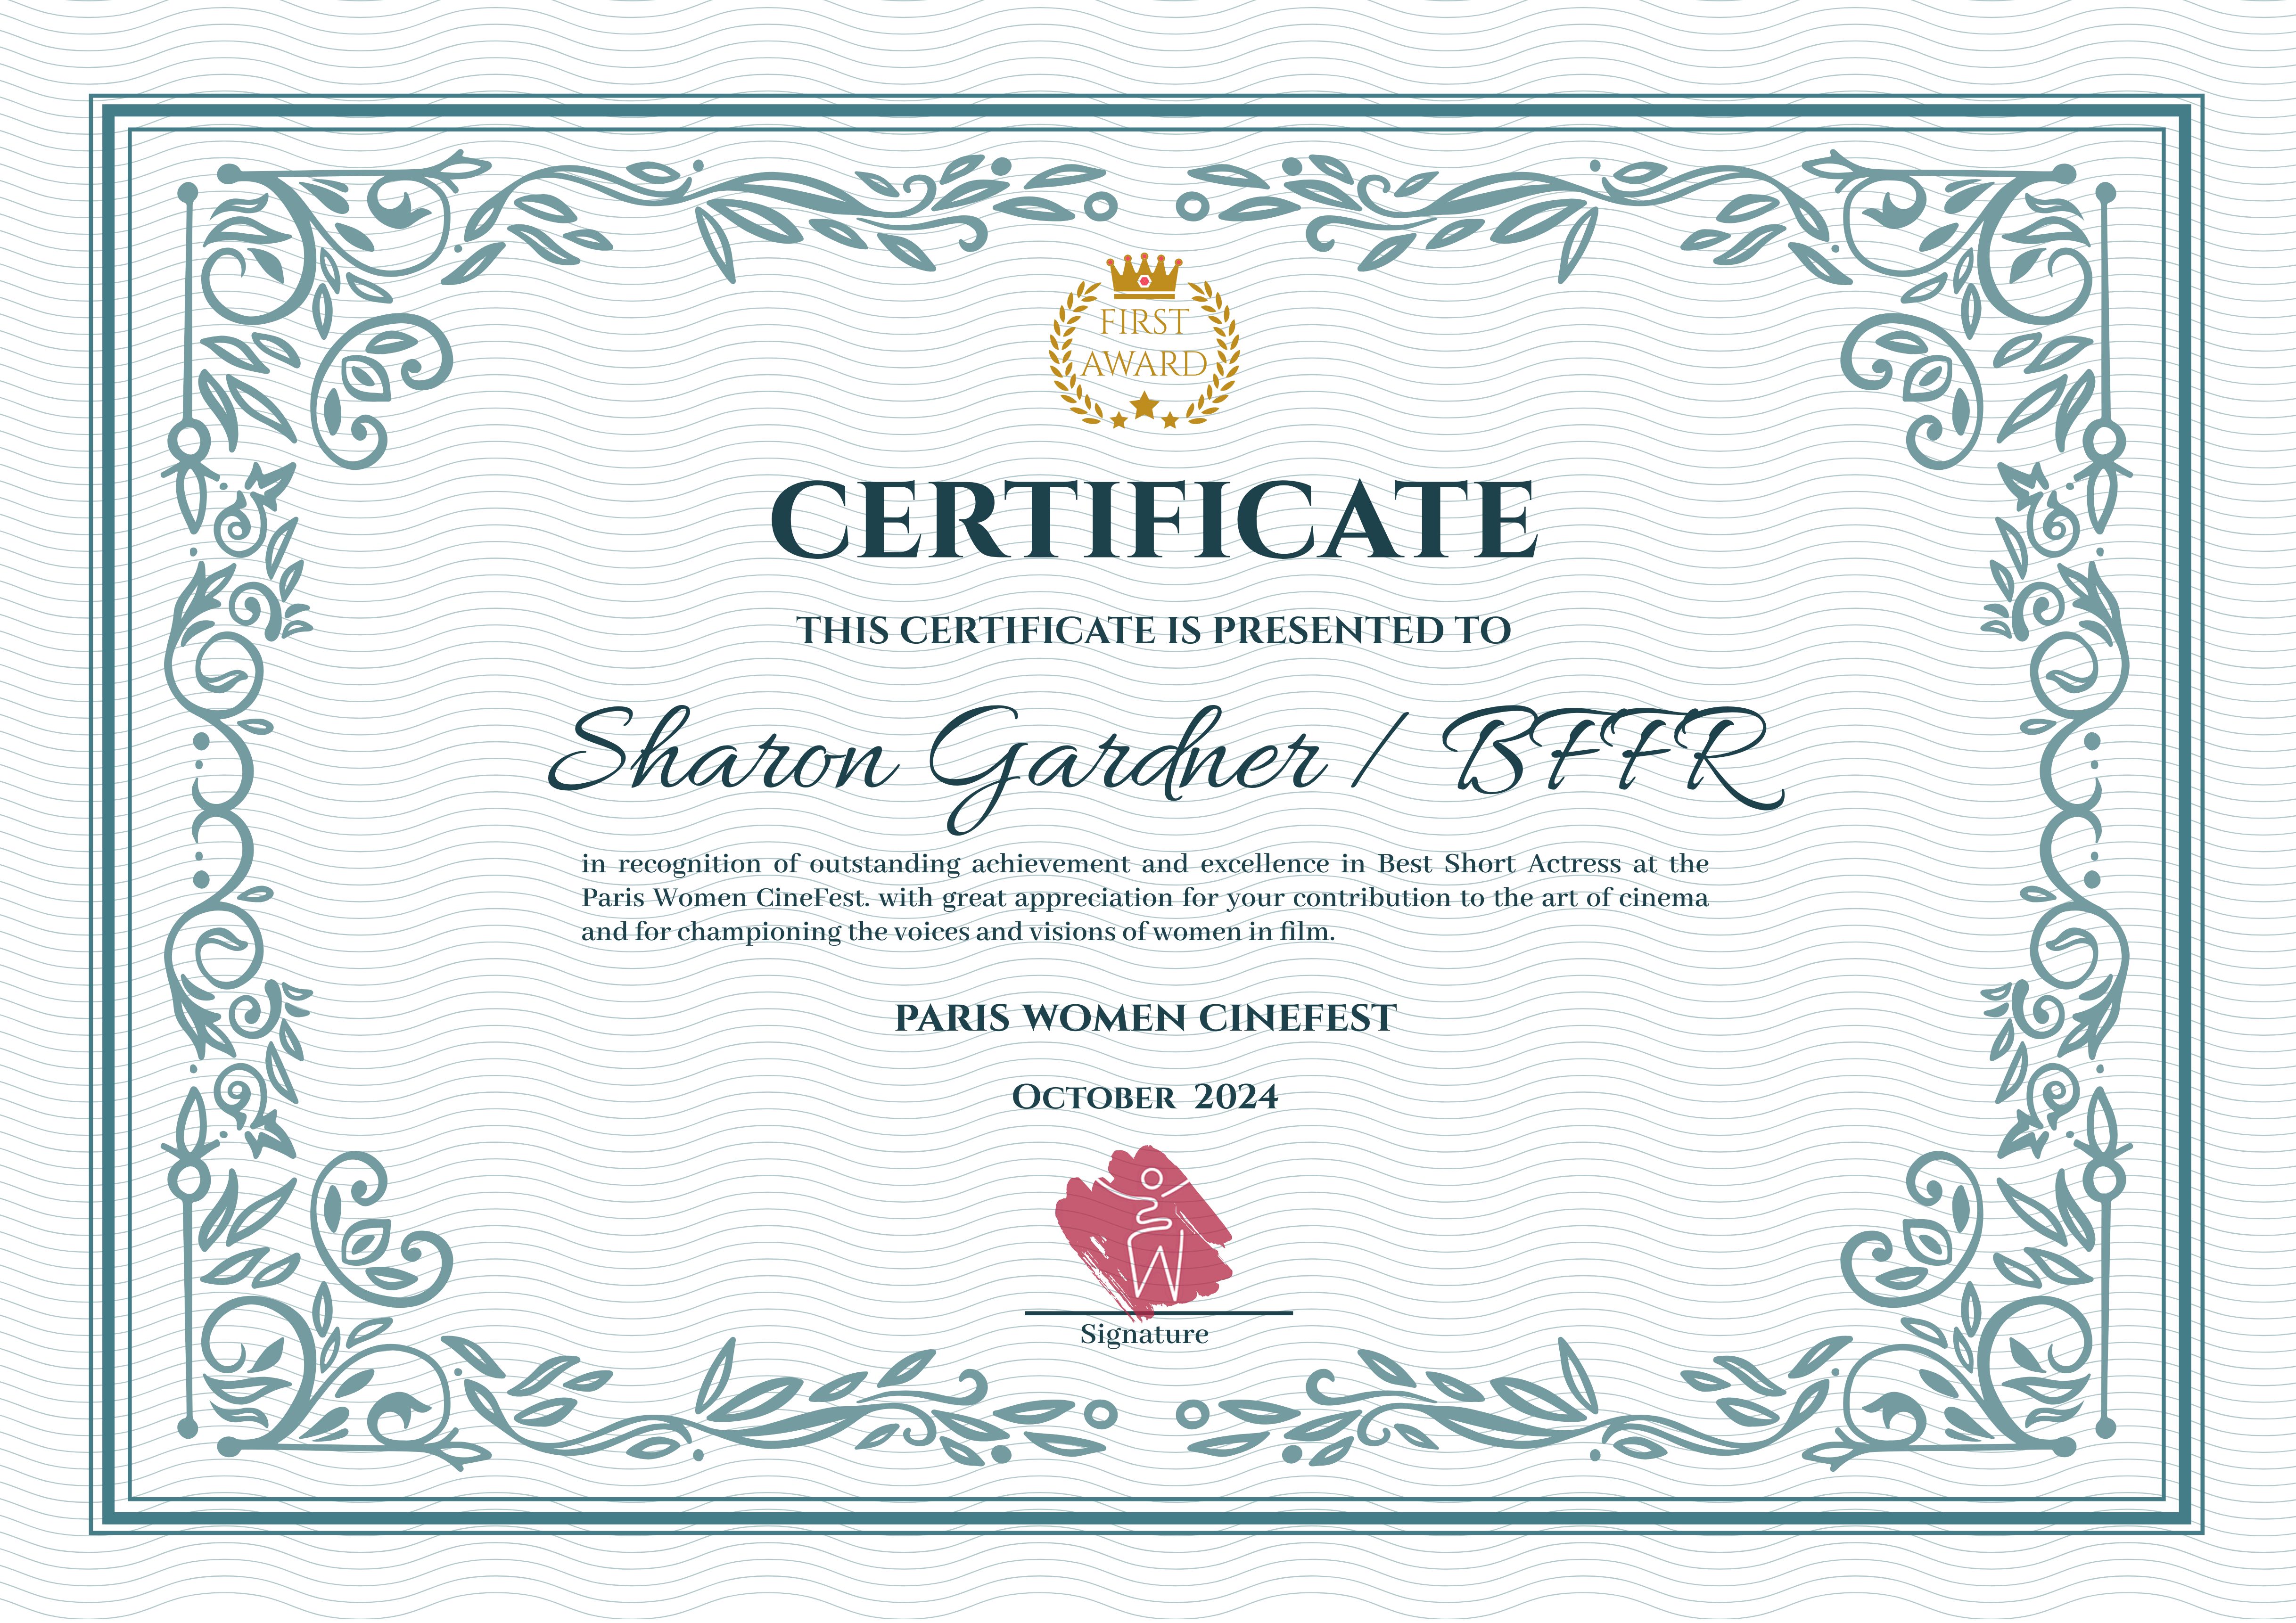 FIRST
AWARD
CERTIFICATE
THIS CERTIFICATE IS PRESENTED TO
Sharon Gardner / BFFR
in recognition of outstanding achievement and excellence in Best Short Actress at the
Paris Women CineFest. with great appreciation for your contribution to the art of cinema
and for championing the voices and visions of women in film.
PARIS WOMEN CINEFEST
October 2024
Signature